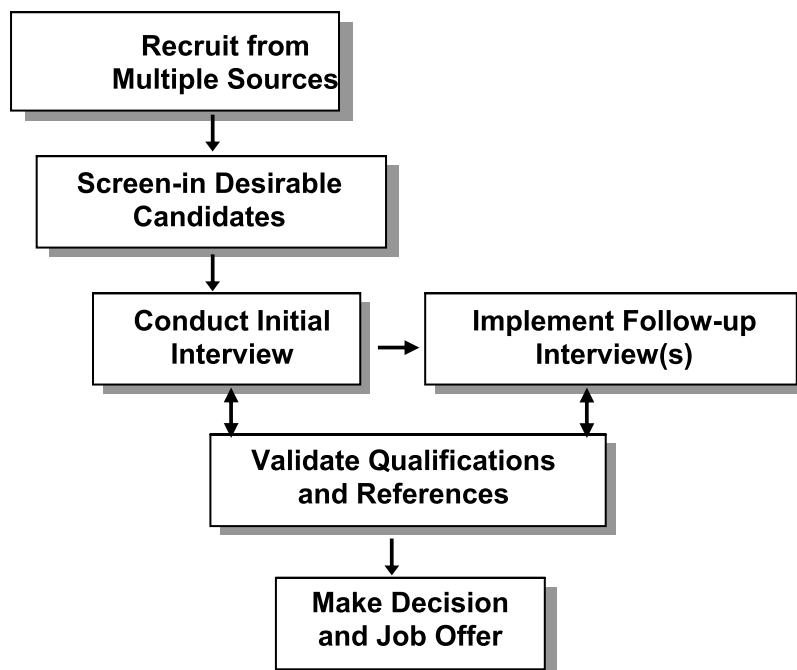 Recruit from
Multiple Sources
Screen-in Desirable
Candidates
Conduct Initial
Interview
Implement Follow-up
Interview(s)
Validate Qualifications
and References
Make Decision
and Job Offer